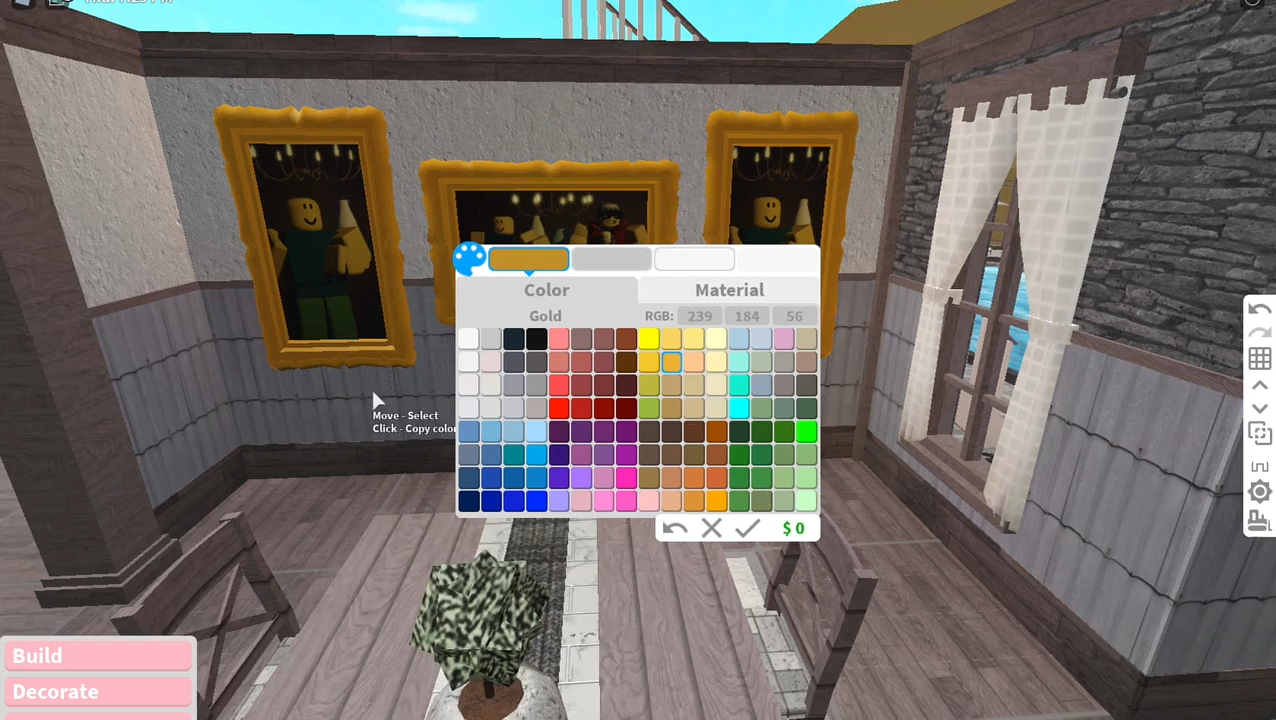 Color
Material
Gold
RGB: 239 184 56
Move - Select
Click - Copy color
$ 0
Build
Decorate